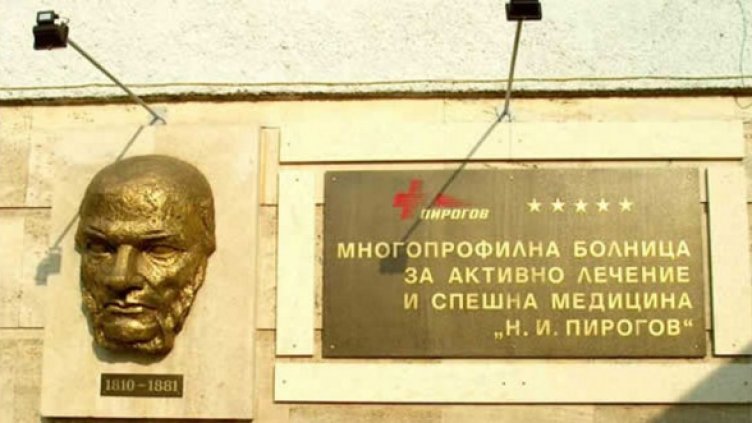 ПИРОГОВ
МНОГОПРОФИЛНА БОЛНИЦА
ЗА АКТИВНО ЛЕЧЕНИЕ
И СПЕШНА МЕДИЦИНА
„Н. И. ПИРОГОВ“
1810-1881